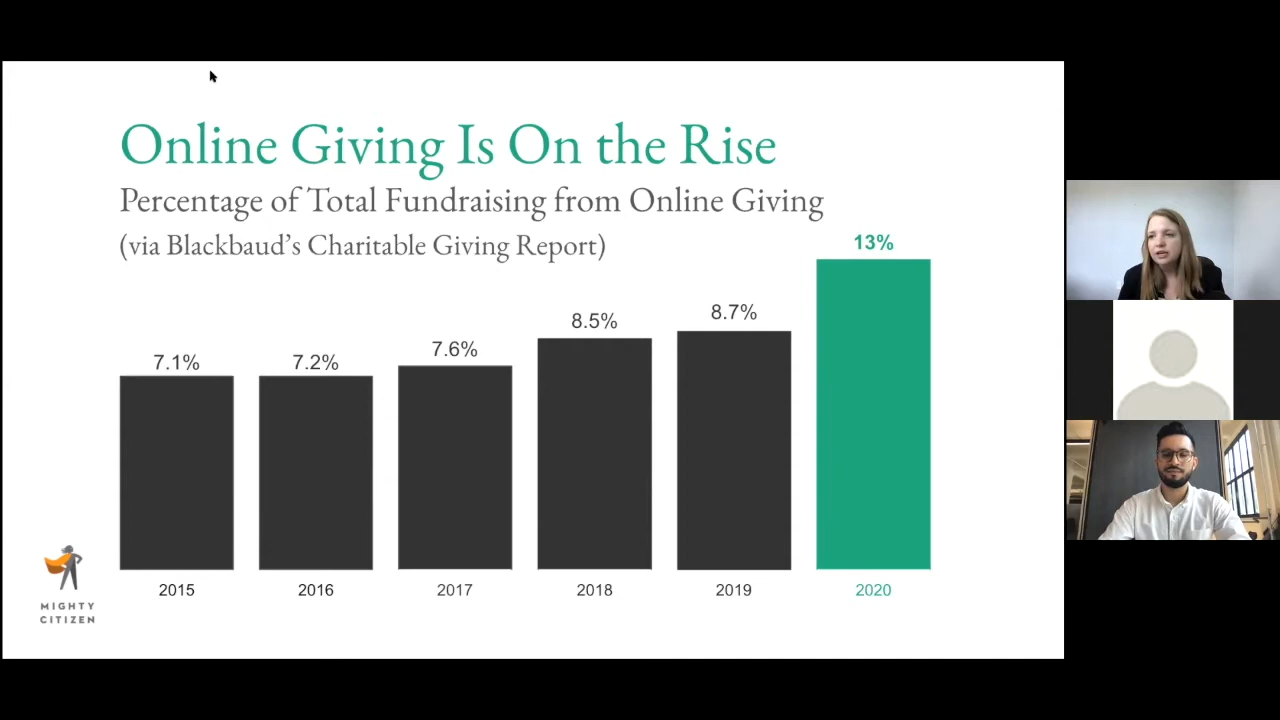 Online Giving Is On the Rise
Percentage of Total Fundraising from Online Giving
(via Blackbaud's Charitable Giving Report)
13%
8.7%
8.5%
7.6%
7.1%
7.2%
2015
2016
2017
2018
2019
2020
MIGHTY
CITIZEN